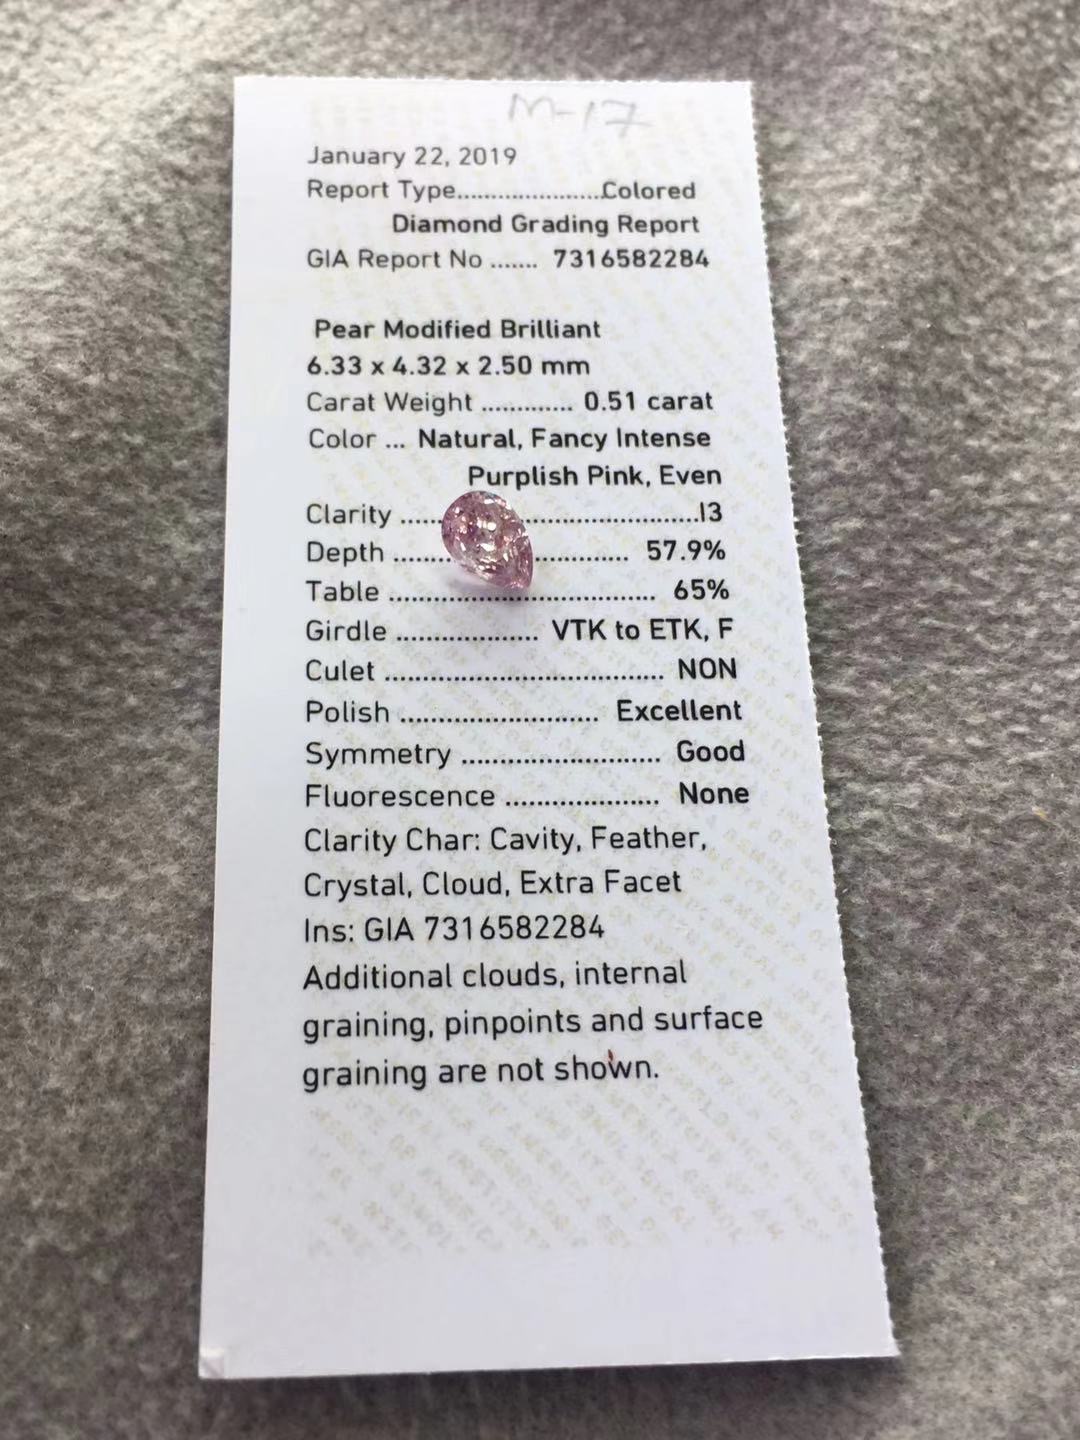 M-17
January 22, 2019
Report Type......................Colored
Diamond Grading Report
GIA Report No ....... 7316582284
Pear Modified Brilliant
6.33 x 4.32 x 2.50 mm
Carat Weight ............. 0.51 carat
Color ... Natural, Fancy Intense
Purplish Pink, Even
Clarity .......................................I3
Depth ..................... 57.9%
Table .................................... 65%
Girdle ................... VTK to ETK, F
Culet ..................................... NON
Polish .......................... Excellent
Symmetry .......................... Good
Fluorescence .................... None
Clarity Char: Cavity, Feather,
Crystal, Cloud, Extra Facet
Ins: GIA 7316582284
Additional clouds, internal
graining, pinpoints and surface
graining are not shown.